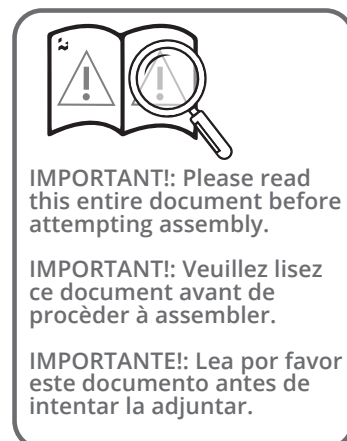 IMPORTANT!: Please read
this entire document before
attempting assembly.
IMPORTANT!: Veuillez lisez
ce document avant de
procèder à assembler.
IMPORTANTE!: Lea por favor
este documento antes de
intentar la adjuntar.